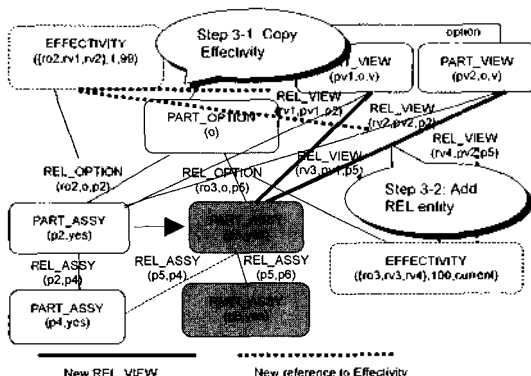 EFFECTIVITY
({ro2,rv1,rv2},1,99)
Step 3-1 Copy
Effectivity
option
PART_VIEW
(pv1,o,v)
PART_VIEW
(pv2,o,v)
REL_VIEW
(rv1,pv1,p2)
REL_VIEW
(rv2,pv2,p2)
REL_VIEW
(rv4,pv2,p5)
PART_OPTION
(o)
REL_VIEW
(rv3,pv1,p5)
REL_OPTION
(ro2,o,p2)
REL_OPTION
(ro3,o,p5)
Step 3-2: Add
REL entity
PART_ASSY
(p2,yes)
PART_ASSY
EFFECTIVITY
({ro3,rv3,rv4},100,current)
REL_ASSY
(p2,p4)
REL_ASSY
(p5,p4)
REL_ASSY
(p5,p6)
PART_ASSY
(p4,yes)
PART_ASSY
New REL_VIEW
New reference to Effectivity